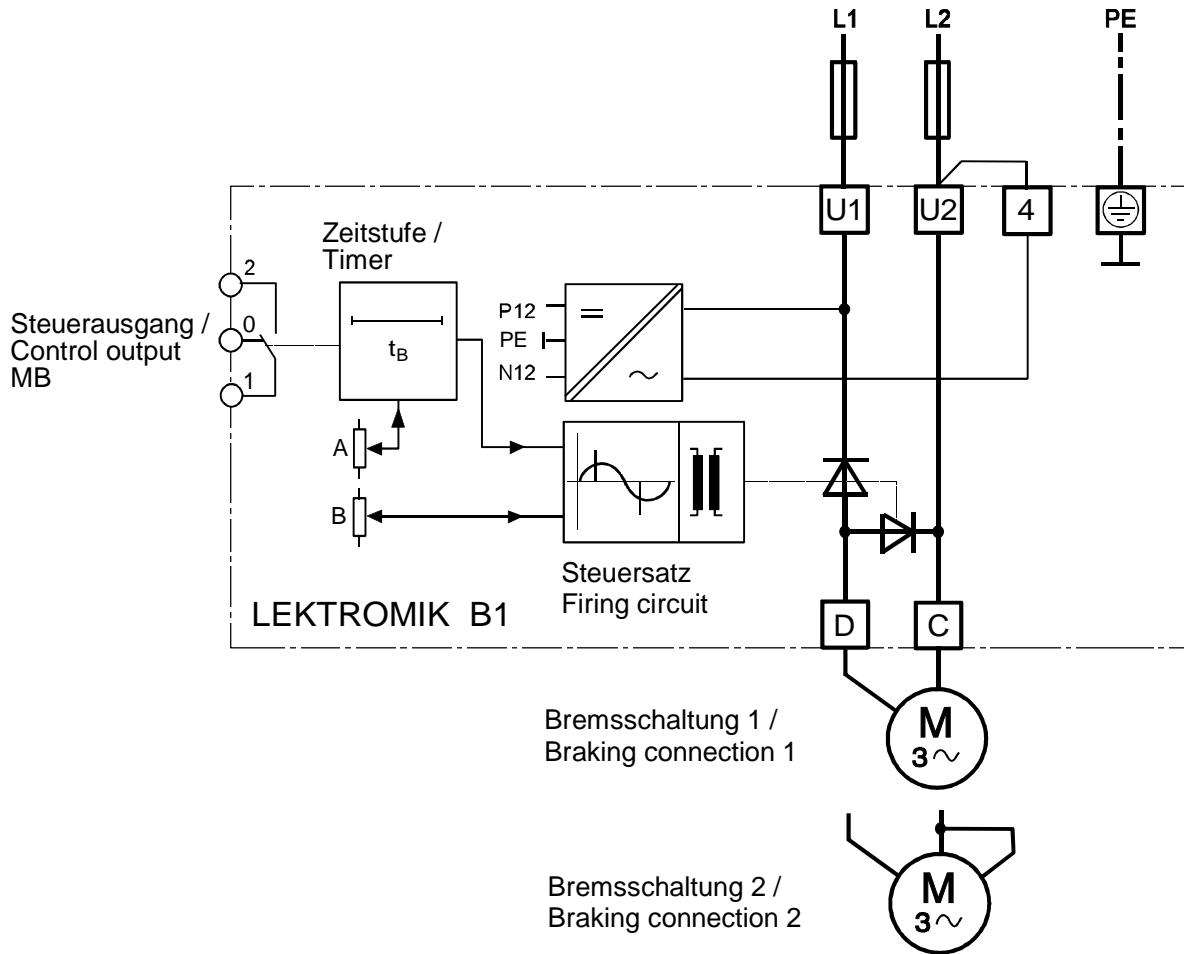 L1 L2 PE
U1 U2 4
Zeitstufe /
Timer
2
Steuerausgang /
Control output
MB
0
1
t_B
P12
PE
N12
A
B
Steuersatz
Firing circuit
LEKTROMIK B1
D C
Bremsschaltung 1 /
Braking connection 1
M
3~
Bremsschaltung 2 /
Braking connection 2
M
3~